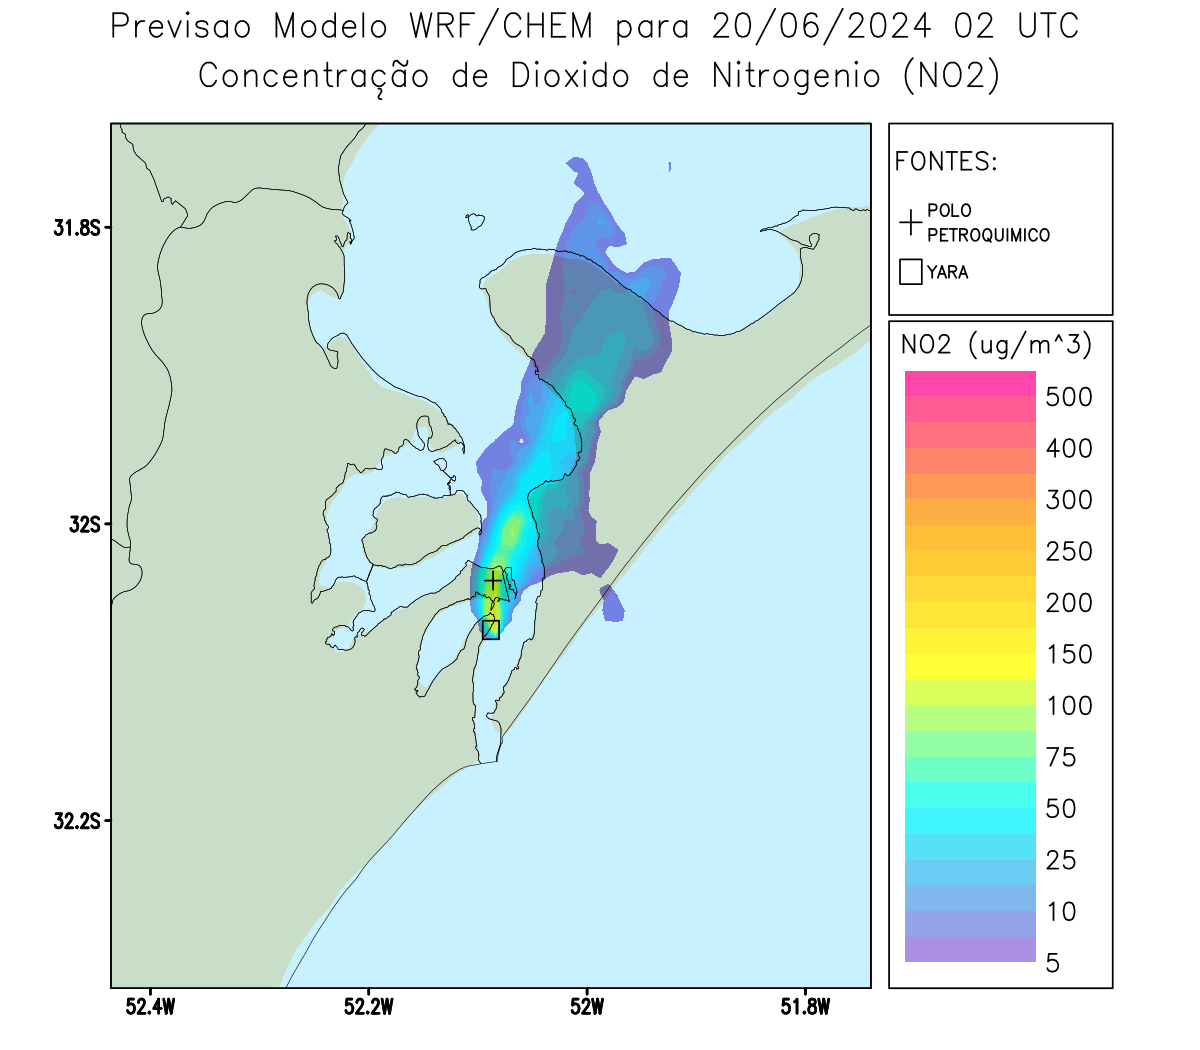 Previsao Modelo WRF/CHEM para 20/06/2024 02 UTC
Concentração de Dioxido de Nitrogenio (NO2)
FONTES:
POLO
PETROQUIMICO
YARA
NO2 (ug/m^3)
500
400
300
250
200
150
100
75
50
25
10
5
31.8S
32S
32.2S
52.4W
52.2W
52W
51.8W